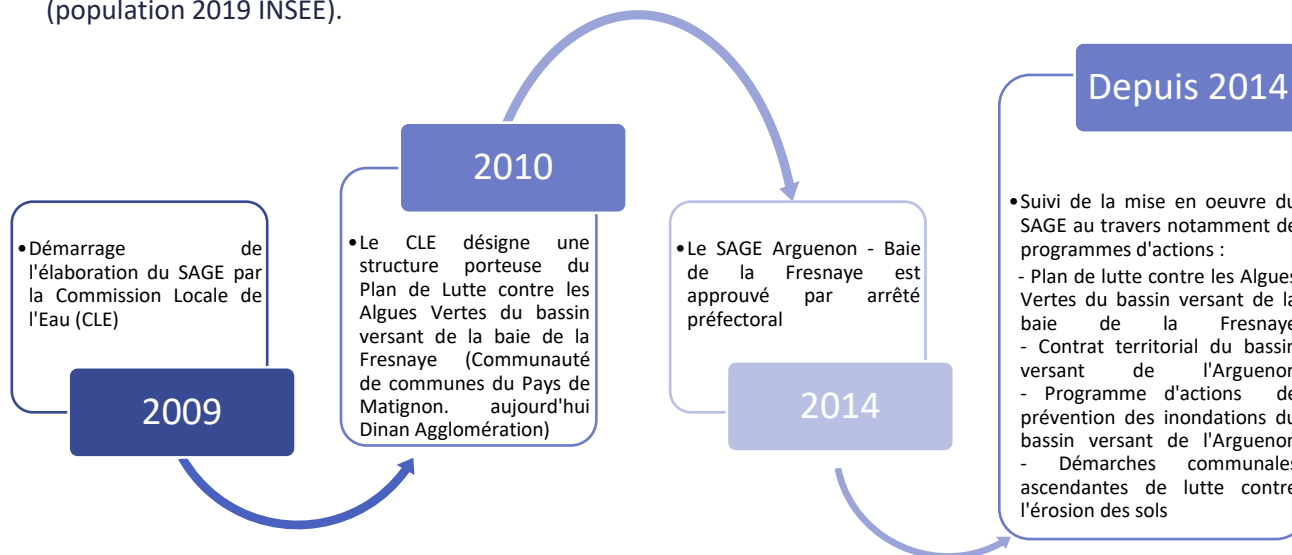 (population 2019 INSEE).
•Démarrage de
l'élaboration du SAGE par
la Commission Locale de
l'Eau (CLE)
2009
2010
•Le CLE désigne une
structure porteuse du
Plan de Lutte contre les
Algues Vertes du bassin
versant de la baie de la
Fresnaye (Communauté
de communes du Pays de
Matignon. aujourd'hui
Dinan Agglomération)
•Le SAGE Arguenon - Baie
de la Fresnaye est
approuvé par arrêté
préfectoral
2014
Depuis 2014
•Suivi de la mise en oeuvre du
SAGE au travers notamment de
programmes d'actions :
- Plan de lutte contre les Algues
Vertes du bassin versant de la
baie de la Fresnaye
- Contrat territorial du bassin
versant de l'Arguenon
- Programme d'actions de
prévention des inondations du
bassin versant de l'Arguenon
- Démarches communales
ascendantes de lutte contre
l'érosion des sols